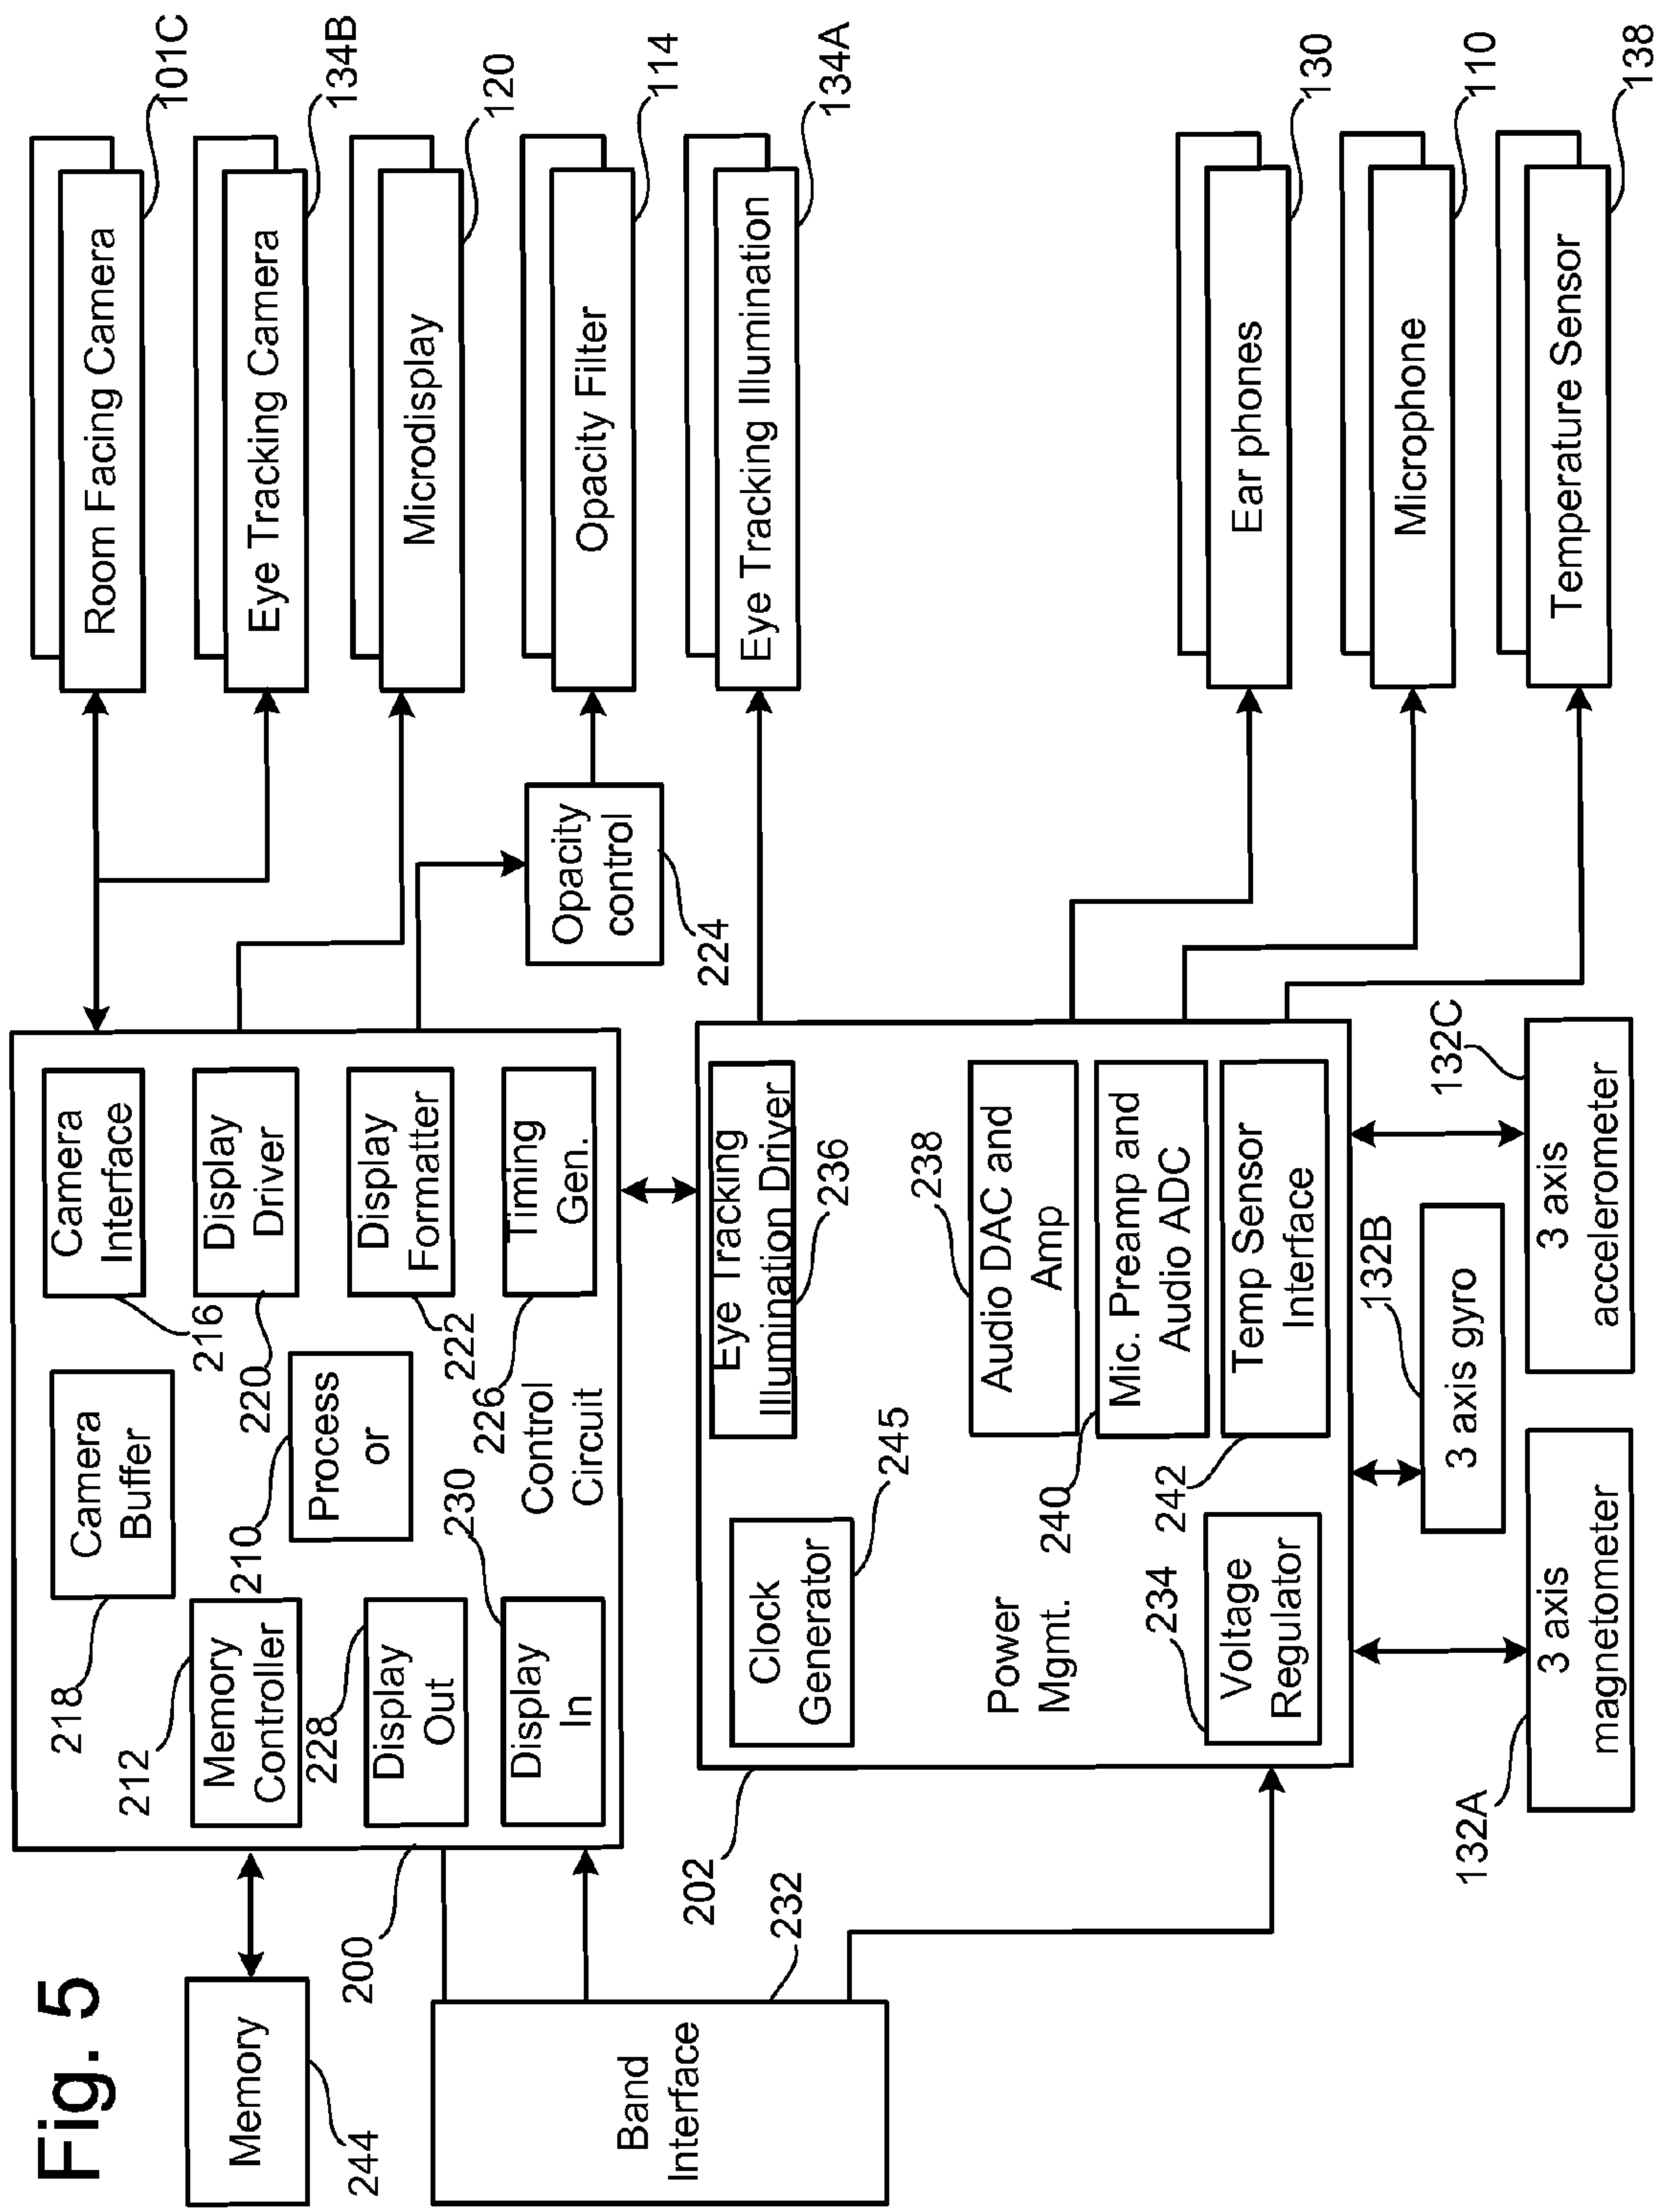 Fig. 5
Memory
244
Band
Interface
232
200
Memory
Controller
212
Camera
Buffer
218
Camera
Interface
216
Display
Driver
220
Process
or
210
Display
Formatter
222
Display
Out
228
Display
In
230
Control
Circuit
Timing
Gen.
226
202
Clock
Generator
245
Power
Mgmt.
Voltage
Regulator
234
Eye Tracking
Illumination Driver
236
Audio DAC and
Amp
238
Mic. Preamp and
Audio ADC
240
Temp Sensor
Interface
242
3 axis
magnetometer
132A
3 axis gyro
132B
3 axis
accelerometer
132C
Opacity
control
224
Room Facing Camera
101C
Eye Tracking Camera
134B
Microdisplay
120
Opacity Filter
114
Eye Tracking Illumination
134A
Ear phones
130
Microphone
110
Temperature Sensor
138